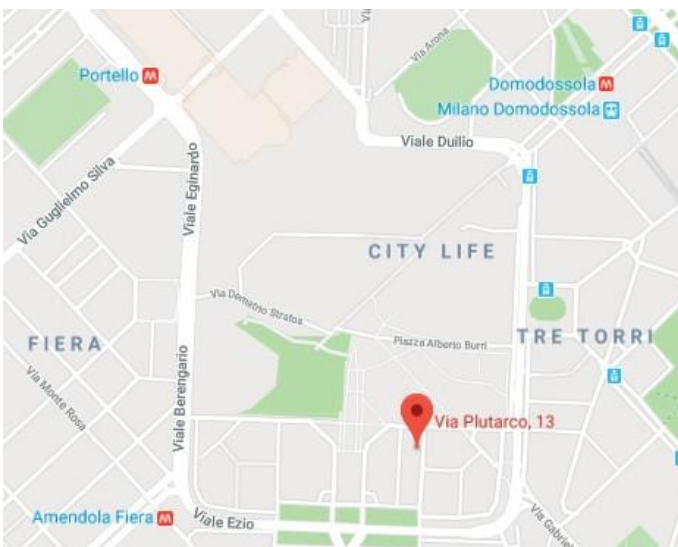 Via Arona
Portello M
Domodossola M
Milano Domodossola
Viale Duilio
Via Guglielmo Silva
Viale Eginardo
CITY LIFE
Via Demetrio Stratos
FIERA
Piazza Alberto Burri
TRE TORRI
Via Monte Rosa
Viale Berengario
Via Plutarco, 13
Amendola Fiera M
Viale Ezio
Via Gabriel